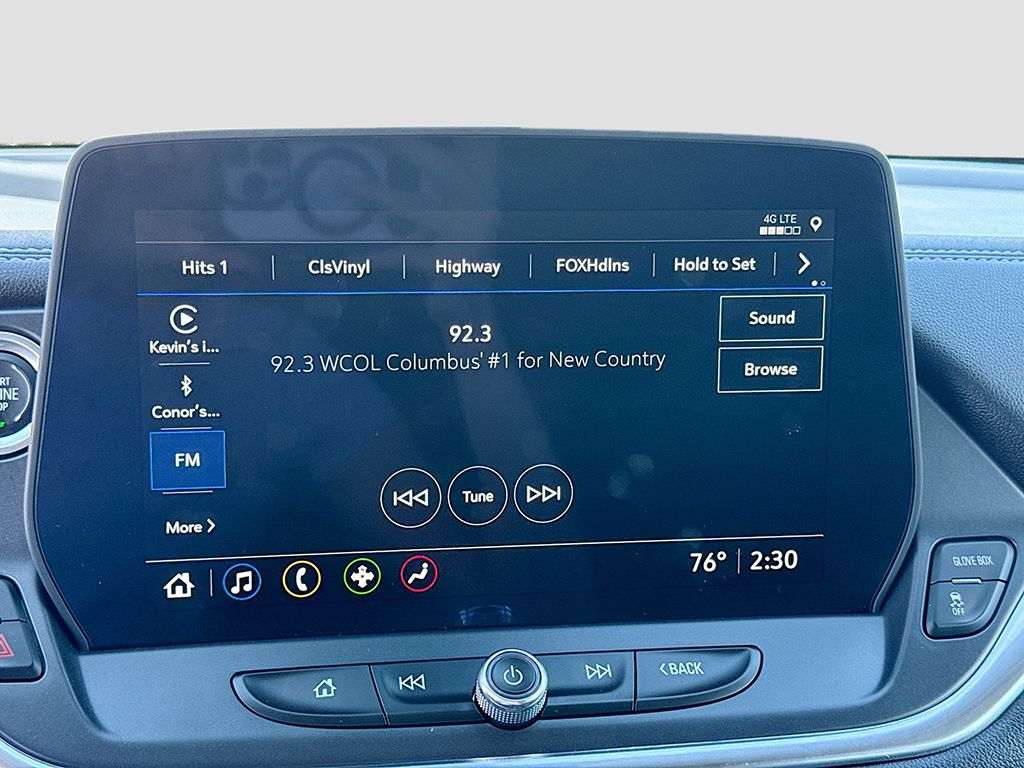 4G LTE
Hits 1
ClsVinyl
Highway
FOXHdlns
Hold to Set
Kevin's i...
92.3
92.3 WCOL Columbus' #1 for New Country
Sound
Browse
Conor's...
FM
More
Tune
76° 2:30
GLOVE BOX
OFF
BACK